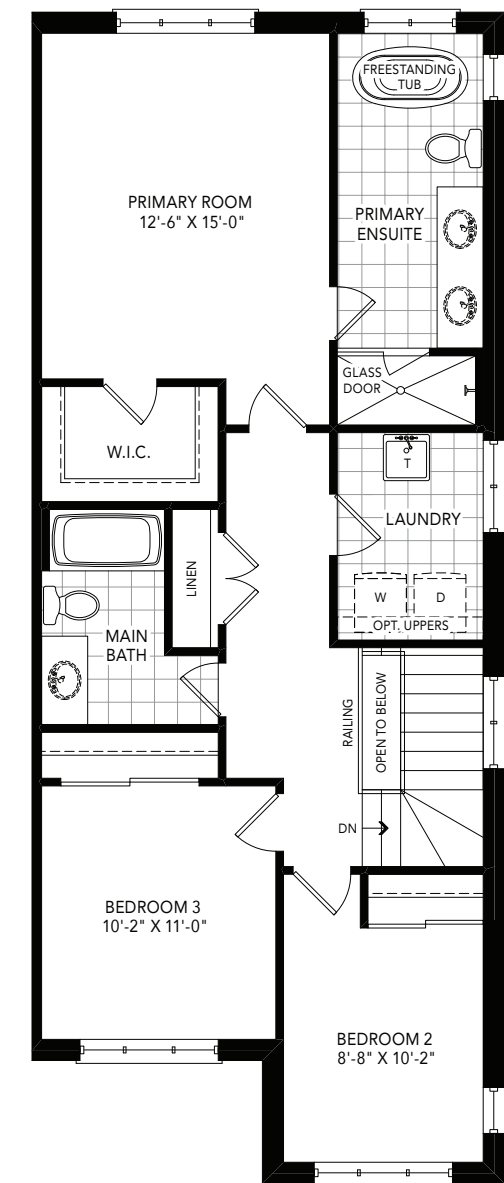 FREESTANDING
TUB
PRIMARY ROOM
12'-6" X 15'-0"
PRIMARY
ENSUITE
GLASS
DOOR
W.I.C.
T
LAUNDRY
LINEN
W
D
OPT. UPPERS
MAIN
BATH
RAILING
OPEN TO BELOW
DN
BEDROOM 3
10'-2" X 11'-0"
BEDROOM 2
8'-8" X 10'-2"